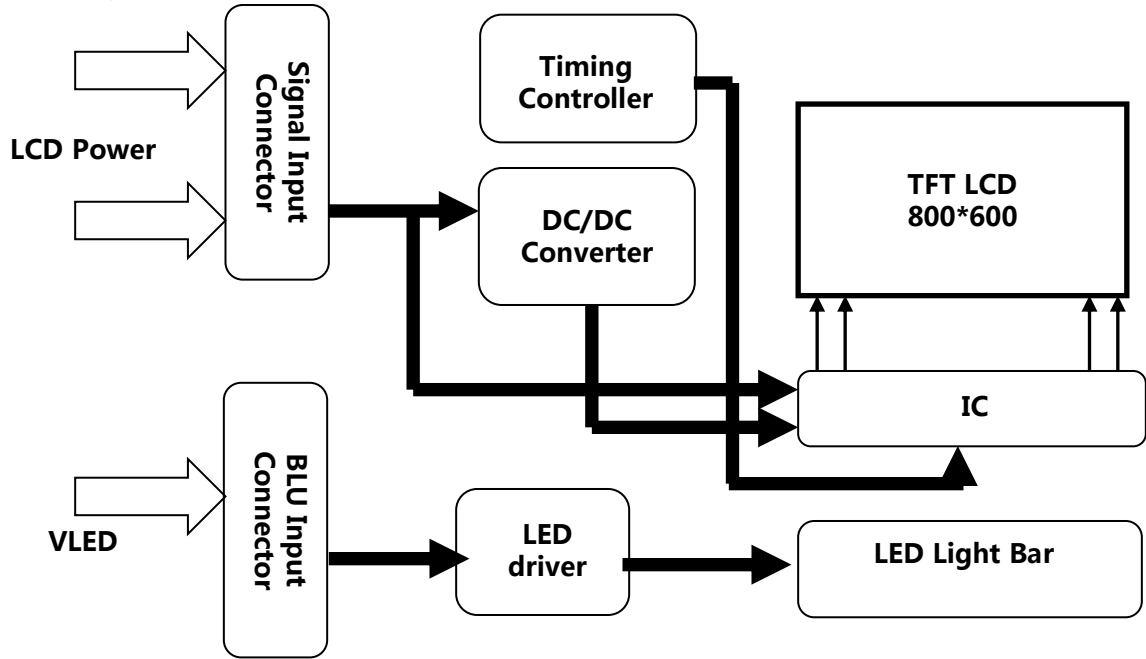 LCD Power
Signal Input
Connector
Timing
Controller
DC/DC
Converter
TFT LCD
800*600
IC
VLED
BLU Input
Connector
LED
driver
LED Light Bar